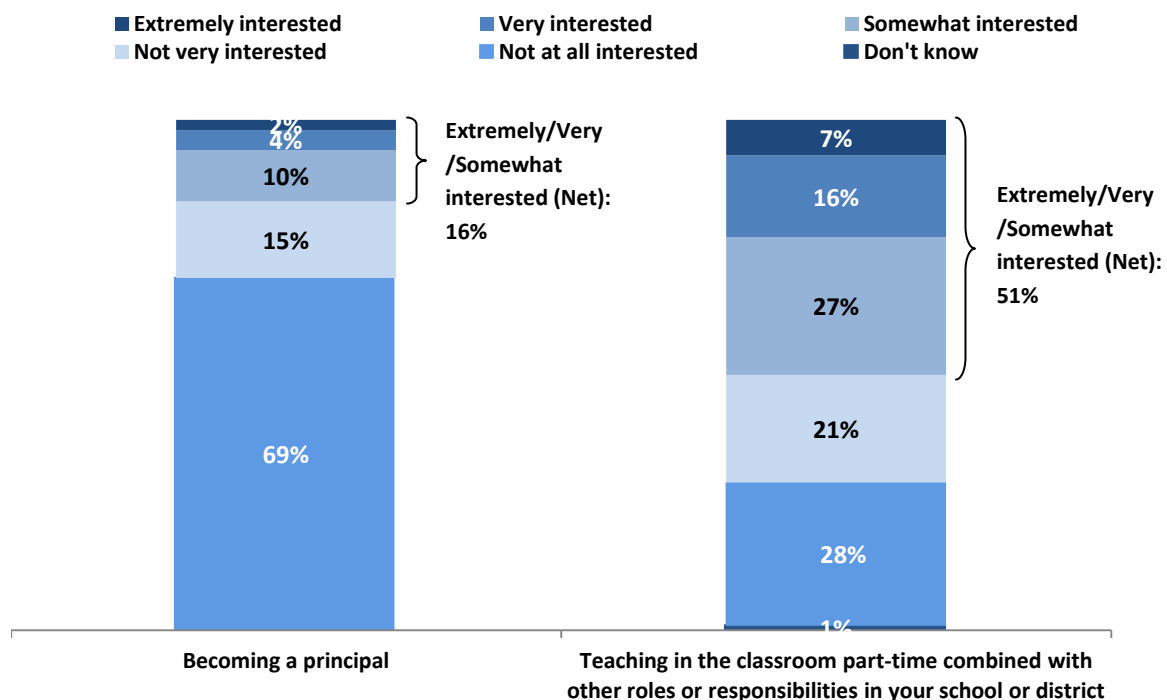 Extremely interested
Very interested
Somewhat interested
Not very interested
Not at all interested
Don't know
2%
4%
10%
15%
69%
Extremely/Very
/Somewhat
interested (Net):
16%
7%
16%
27%
21%
28%
1%
Extremely/Very
/Somewhat
interested (Net):
51%
Becoming a principal
Teaching in the classroom part-time combined with
other roles or responsibilities in your school or district